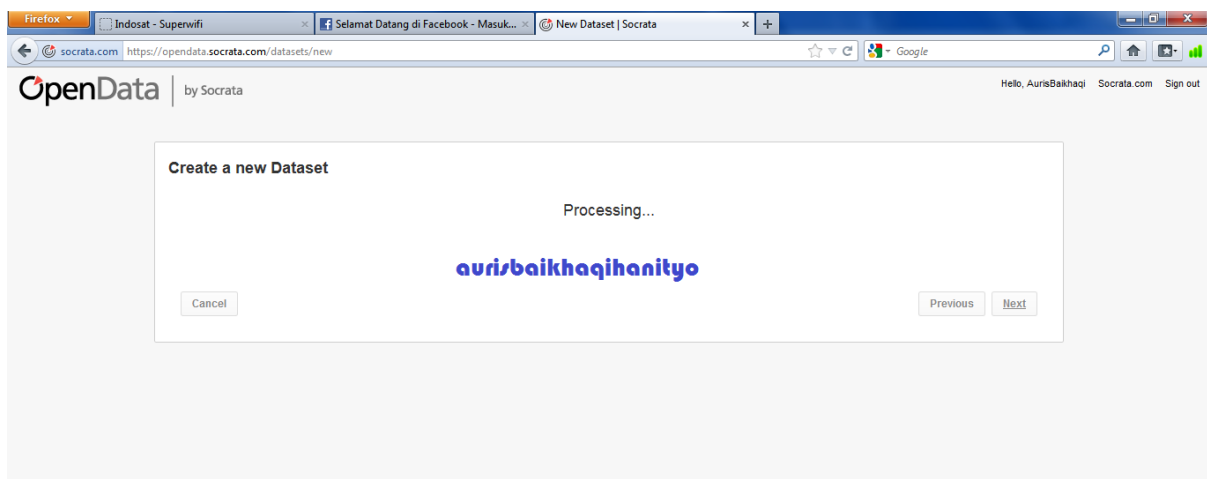 Firefox
Indosat - Superwifi
Selamat Datang di Facebook - Masuk...
New Dataset | Socrata
socrata.com https://opendata.socrata.com/datasets/new
Google
OpenData by Socrata
Hello, AurisBaikhaqi Socrata.com Sign out
Create a new Dataset
Processing...
aurisbaikhaqihanityo
Cancel
Previous
Next